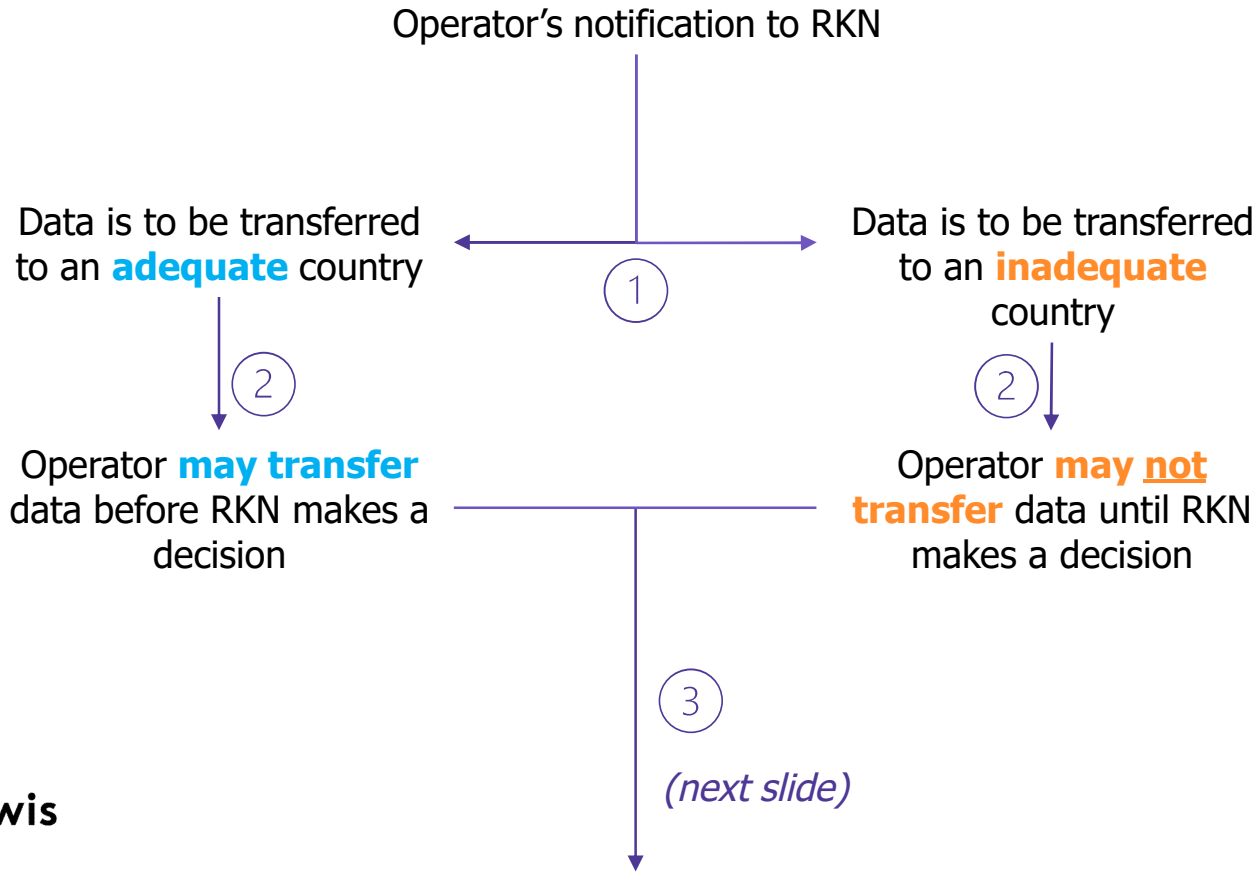 Operator’s notification to RKN
Data is to be transferred
to an adequate country
Data is to be transferred
to an inadequate
country
1
2
2
Operator may transfer
data before RKN makes a
decision
Operator may not
transfer data until RKN
makes a decision
3
(next slide)
wis